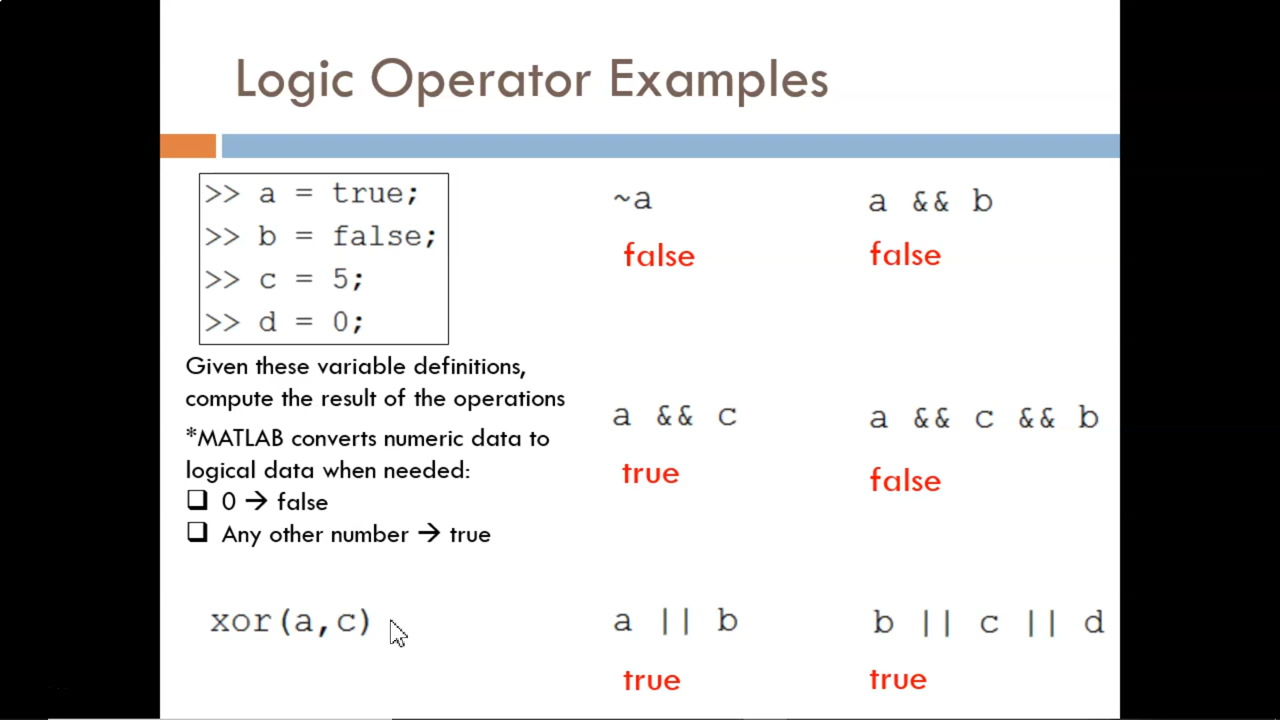 Logic Operator Examples
>> a = true;
>> b = false;
>> c = 5;
>> d = 0;
Given these variable definitions,
compute the result of the operations
*MATLAB converts numeric data to
logical data when needed:
❑ 0 → false
❑ Any other number → true
~a
false
a && b
false
a && c
true
a && c && b
false
xor(a,c)
a || b
true
b || c || d
true